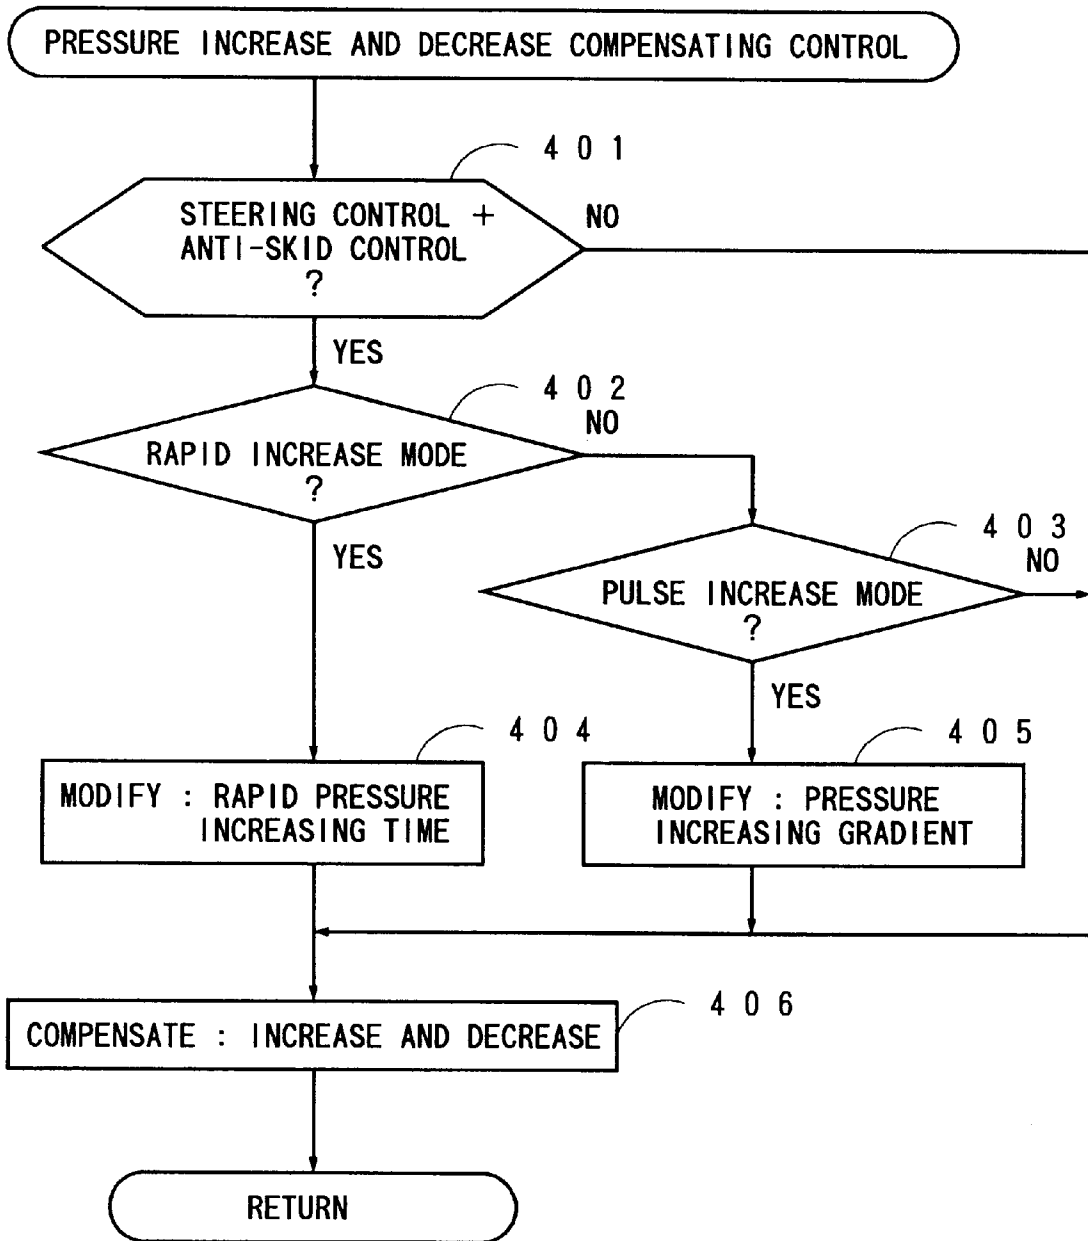 PRESSURE INCREASE AND DECREASE COMPENSATING CONTROL
401
STEERING CONTROL +
ANTI-SKID CONTROL
?
NO
YES
402
NO
RAPID INCREASE MODE
?
YES
403
NO
PULSE INCREASE MODE
?
YES
404
MODIFY : RAPID PRESSURE
INCREASING TIME
405
MODIFY : PRESSURE
INCREASING GRADIENT
406
COMPENSATE : INCREASE AND DECREASE
RETURN